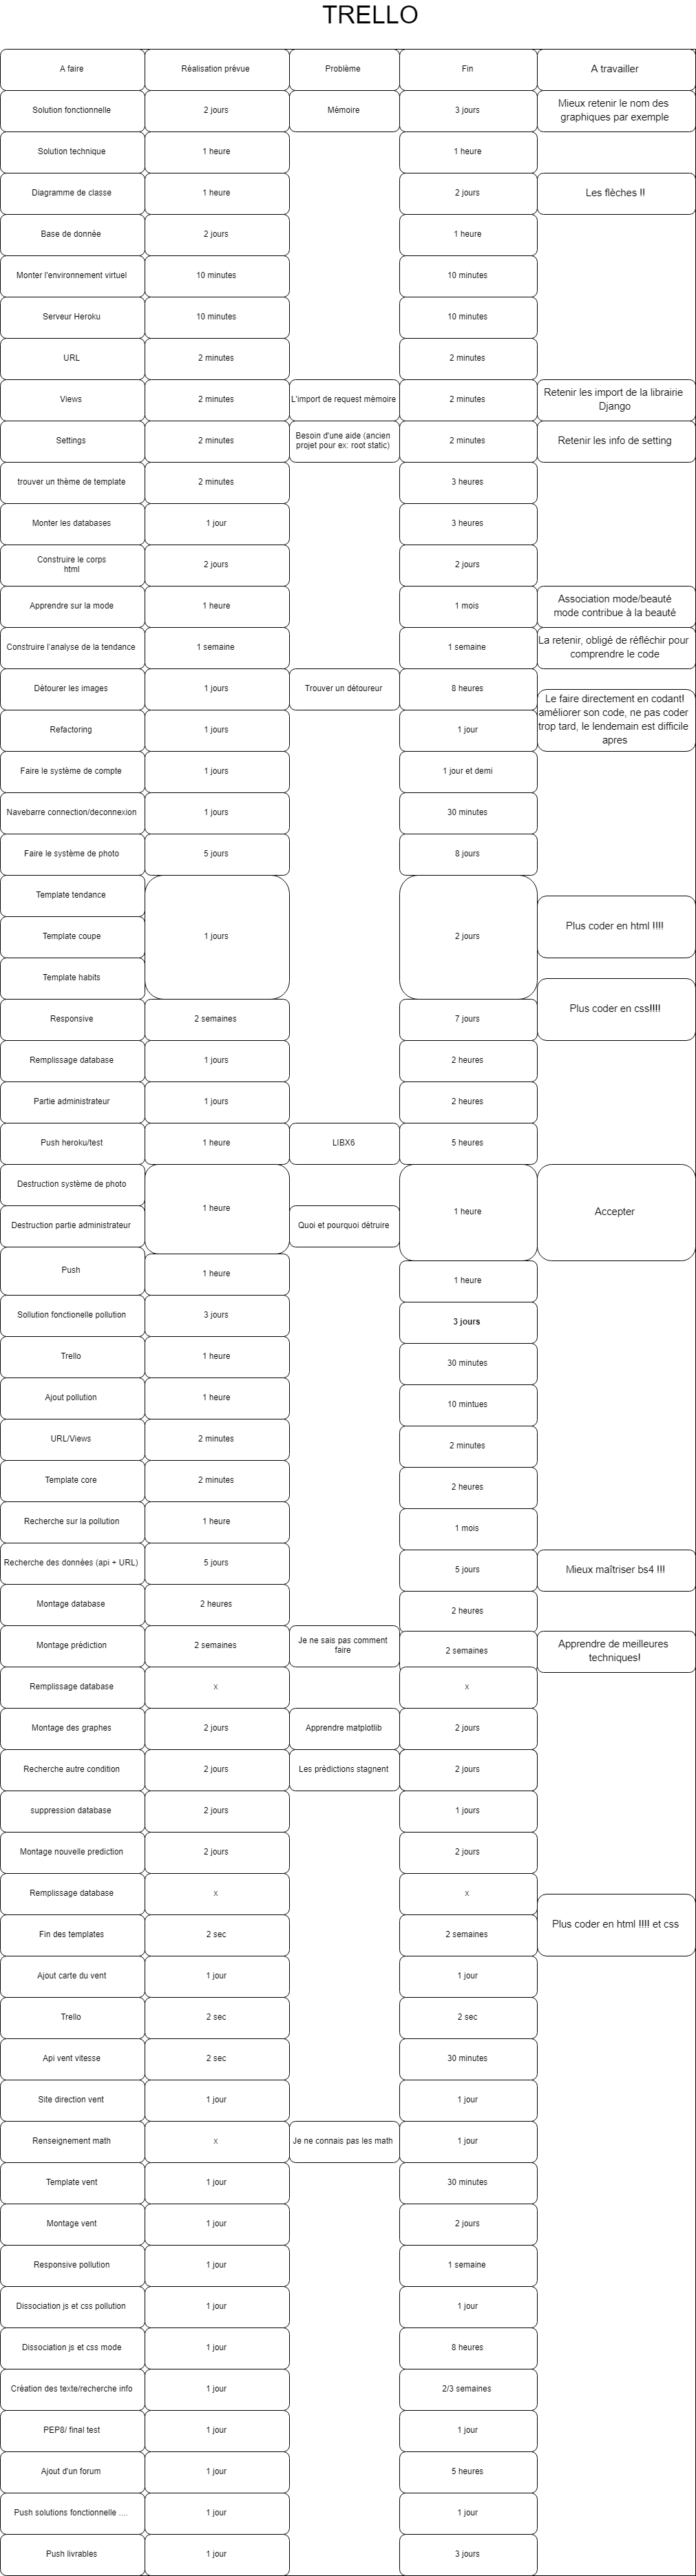 TRELLO
A faire
Réalisation prévue
Problème
Fin
A travailler
Solution fonctionnelle
2 jours
Mémoire
3 jours
Mieux retenir le nom des
graphiques par exemple
Solution technique
1 heure
1 heure
Diagramme de classe
1 heure
2 jours
Les flèches !!
Base de donnée
2 jours
1 heure
Monter l'environnement virtuel
10 minutes
10 minutes
Serveur Heroku
10 minutes
10 minutes
URL
2 minutes
2 minutes
Views
2 minutes
L'import de request mémoire
2 minutes
Retenir les import de la librairie
Django
Settings
2 minutes
Besoin d'une aide (ancien
projet pour ex: root static)
2 minutes
Retenir les info de setting
trouver un thème de template
2 minutes
3 heures
Monter les databases
1 jour
3 heures
Construire le corps
html
2 jours
2 jours
Apprendre sur la mode
1 heure
1 mois
Association mode/beauté
mode contribue à la beauté
Construire l'analyse de la tendance
1 semaine
1 semaine
La retenir, obligé de réfléchir pour
comprendre le code
Détourer les images
1 jours
Trouver un détoureur
8 heures
Le faire directement en codant!
améliorer son code, ne pas coder
trop tard, le lendemain est difficile
apres
Refactoring
1 jours
1 jour
Faire le système de compte
1 jours
1 jour et demi
Navebarre connection/deconnexion
1 jours
30 minutes
Faire le système de photo
5 jours
8 jours
Template tendance
Template coupe
1 jours
2 jours
Plus coder en html !!!!
Template habits
Plus coder en css!!!!
Responsive
2 semaines
7 jours
Remplissage database
1 jours
2 heures
Partie administrateur
1 jours
2 heures
Push heroku/test
1 heure
LIBX6
5 heures
Destruction système de photo
1 heure
1 heure
Accepter
Destruction partie administrateur
Quoi et pourquoi détruire
Push
1 heure
1 heure
Sollution fonctionelle pollution
3 jours
3 jours
Trello
1 heure
30 minutes
Ajout pollution
1 heure
10 mintues
URL/Views
2 minutes
2 minutes
Template core
2 minutes
2 heures
Recherche sur la pollution
1 heure
1 mois
Recherche des données (api + URL)
5 jours
5 jours
Mieux maîtriser bs4 !!!
Montage database
2 heures
2 heures
Montage prédiction
2 semaines
Je ne sais pas comment
faire
2 semaines
Apprendre de meilleures
techniques!
Remplissage database
x
x
Montage des graphes
2 jours
Apprendre matplotlib
2 jours
Recherche autre condition
2 jours
Les prédictions stagnent
2 jours
suppression database
2 jours
1 jours
Montage nouvelle prediction
2 jours
2 jours
Remplissage database
x
x
Plus coder en html !!!! et css
Fin des templates
2 sec
2 semaines
Ajout carte du vent
1 jour
1 jour
Trello
2 sec
2 sec
Api vent vitesse
2 sec
30 minutes
Site direction vent
1 jour
1 jour
Renseignement math
x
Je ne connais pas les math
1 jour
Template vent
1 jour
30 minutes
Montage vent
1 jour
2 jours
Responsive pollution
1 jour
1 semaine
Dissociation js et css pollution
1 jour
1 jour
Dissociation js et css mode
1 jour
8 heures
Création des texte/recherche info
1 jour
2/3 semaines
PEP8/ final test
1 jour
1 jour
Ajout d'un forum
1 jour
5 heures
Push solutions fonctionnelle ....
1 jour
1 jour
Push livrables
1 jour
3 jours